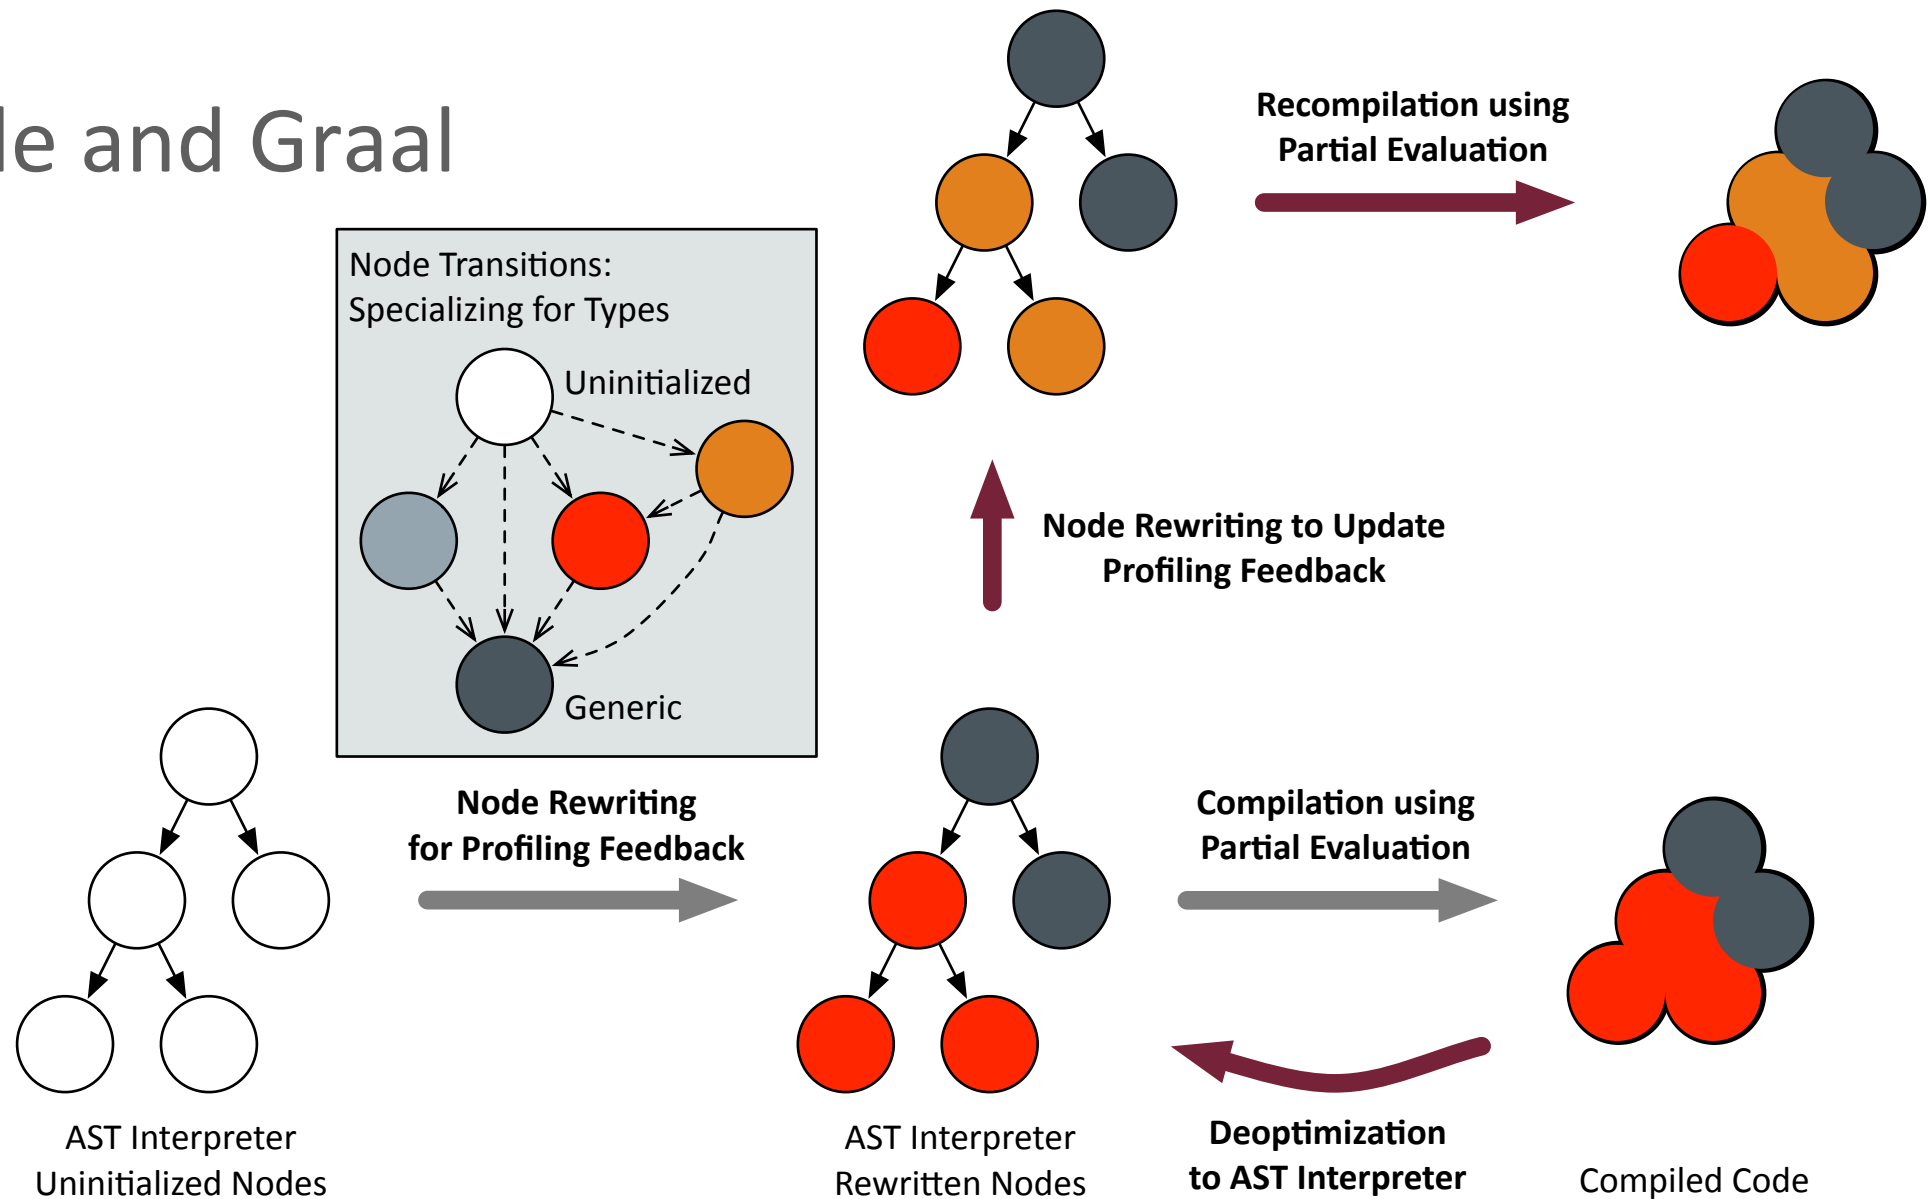 and Graal
Recompilation using
Partial Evaluation
Node Transitions:
Specializing for Types
Uninitialized
Generic
Node Rewriting to Update
Profiling Feedback
Node Rewriting
for Profiling Feedback
Compilation using
Partial Evaluation
AST Interpreter
Uninitialized Nodes
AST Interpreter
Rewritten Nodes
Deoptimization
to AST Interpreter
Compiled Code